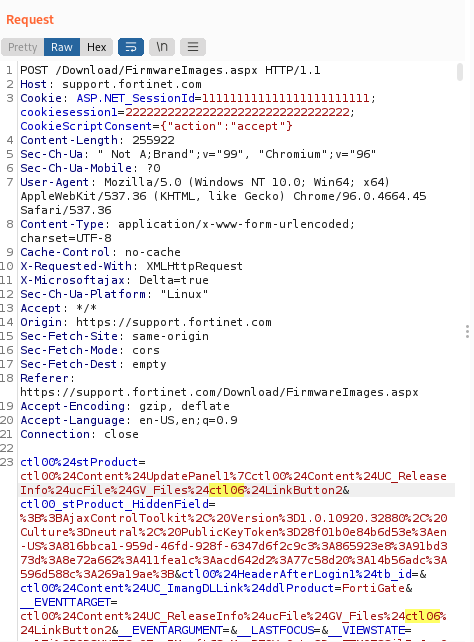 Request
Pretty Raw Hex \n
1 POST /Download/FirmwareImages.aspx HTTP/1.1
2 Host: support.fortinet.com
3 Cookie: ASP.NET_SessionId=111111111111111111111111;
cookiesession1=22222222222222222222222222222222;
CookieScriptConsent={"action":"accept"}
4 Content-Length: 255922
5 Sec-Ch-Ua: " Not A;Brand";v="99", "Chromium";v="96"
6 Sec-Ch-Ua-Mobile: ?0
7 User-Agent: Mozilla/5.0 (Windows NT 10.0; Win64; x64)
AppleWebKit/537.36 (KHTML, like Gecko) Chrome/96.0.4664.45
Safari/537.36
8 Content-Type: application/x-www-form-urlencoded;
charset=UTF-8
9 Cache-Control: no-cache
10 X-Requested-With: XMLHttpRequest
11 X-Microsoftajax: Delta=true
12 Sec-Ch-Ua-Platform: "Linux"
13 Accept: */*
14 Origin: https://support.fortinet.com
15 Sec-Fetch-Site: same-origin
16 Sec-Fetch-Mode: cors
17 Sec-Fetch-Dest: empty
18 Referer:
https://support.fortinet.com/Download/FirmwareImages.aspx
19 Accept-Encoding: gzip, deflate
20 Accept-Language: en-US,en;q=0.9
21 Connection: close
22
23 ctl00%24stProduct=
ctl00%24Content%24UpdatePanel1%7Cctl00%24Content%24UC_Release
Info%24ucFile%24GV_Files%24ctl06%24LinkButton2&
ctl00_stProduct_HiddenField=
%3B%3BAjaxControlToolkit%2C%20Version%3D1.0.10920.32880%2C%20
Culture%3Dneutral%2C%20PublicKeyToken%3D28f01b0e84b6d53e%3Aen
-US%3A816bbca1-959d-46fd-928f-6347d6f2c9c3%3A865923e8%3A91bd3
73d%3A8e72a662%3A411fea1c%3Aacd642d2%3A77c58d20%3A14b56adc%3A
596d588c%3A269a19ae%3B&ctl00%24HeaderAfterLogin1%24tb_id=&
ctl00%24Content%24UC_ImangDLLink%24ddlProduct=FortiGate&
__EVENTTARGET=
ctl00%24Content%24UC_ReleaseInfo%24ucFile%24GV_Files%24ctl06%
24LinkButton2&__EVENTARGUMENT=&__LASTFOCUS=&__VIEWSTATE=